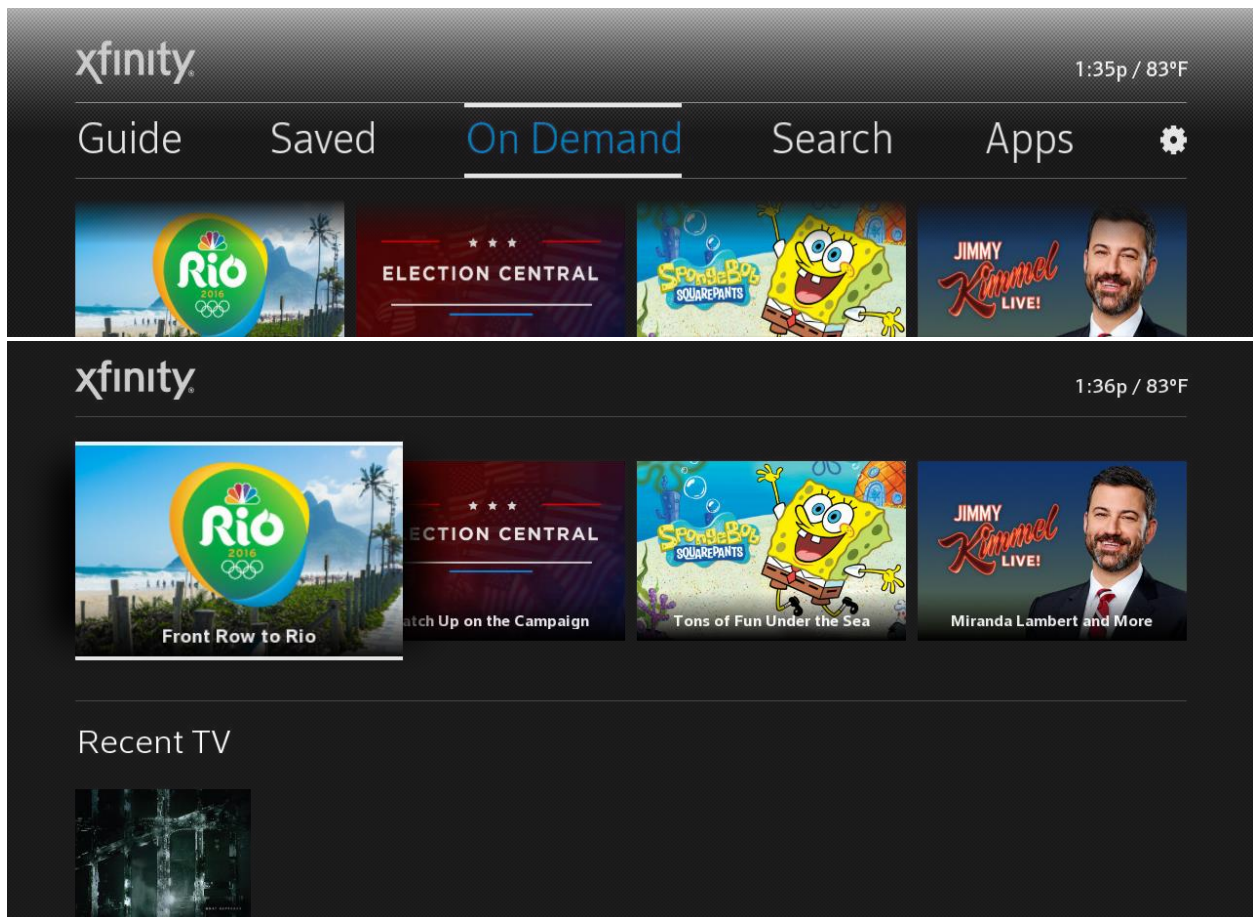 xfinity®
1:35p / 83°F
Guide Saved On Demand Search Apps
Rio
2016
ELECTION CENTRAL
SPONGEBOB
SQUAREPANTS
JIMMY
Kimmel
LIVE!
xfinity®
1:36p / 83°F
Rio
2016
Front Row to Rio
ECTION CENTRAL
atch Up on the Campaign
SPONGEBOB
SQUAREPANTS
Tons of Fun Under the Sea
JIMMY
Kimmel
LIVE!
Miranda Lambert and More
Recent TV